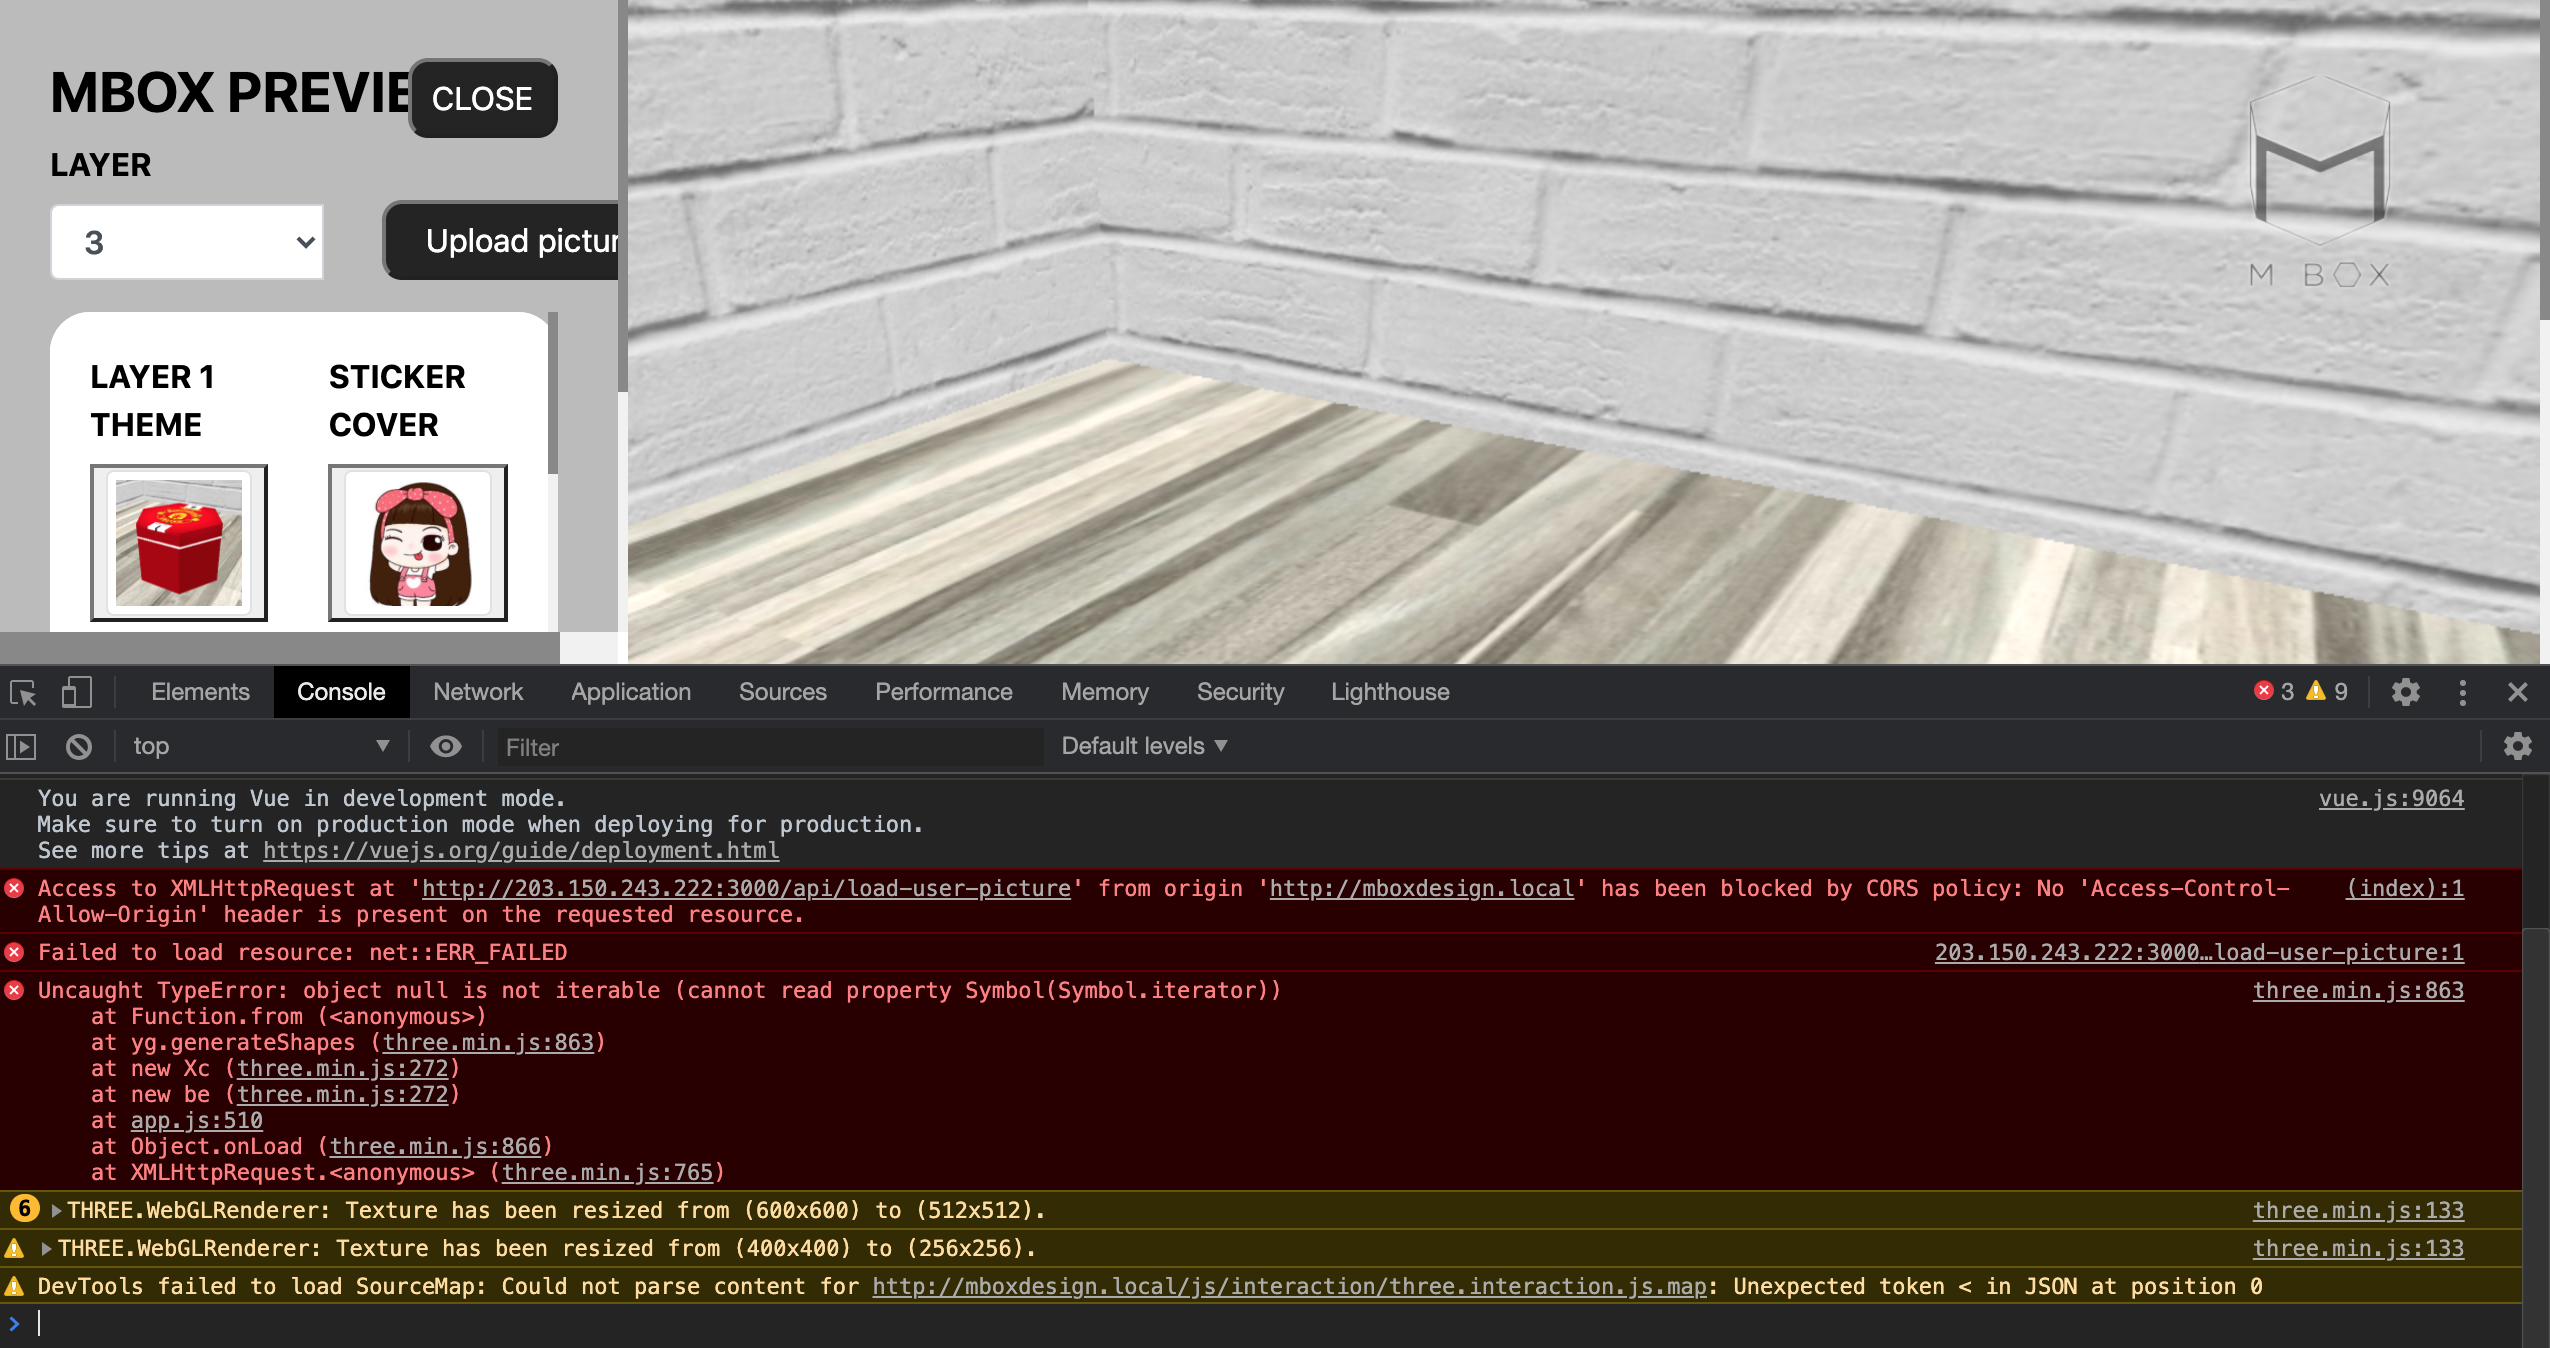 MBOX PREVIE
CLOSE
LAYER
3
Upload pictur
LAYER 1
THEME
STICKER
COVER
M BOX
Elements Console Network Application Sources Performance Memory Security Lighthouse 3 9
top Filter Default levels
You are running Vue in development mode. vue.js:9064
Make sure to turn on production mode when deploying for production.
See more tips at https://vuejs.org/guide/deployment.html
Access to XMLHttpRequest at 'http://203.150.243.222:3000/api/load-user-picture' from origin 'http://mboxdesign.local' has been blocked by CORS policy: No 'Access-Control- (index):1
Allow-Origin' header is present on the requested resource.
Failed to load resource: net::ERR_FAILED 203.150.243.222:3000…load-user-picture:1
Uncaught TypeError: object null is not iterable (cannot read property Symbol(Symbol.iterator)) three.min.js:863
at Function.from (<anonymous>)
at yg.generateShapes (three.min.js:863)
at new Xc (three.min.js:272)
at new be (three.min.js:272)
at app.js:510
at Object.onLoad (three.min.js:866)
at XMLHttpRequest.<anonymous> (three.min.js:765)
6 THREE.WebGLRenderer: Texture has been resized from (600x600) to (512x512). three.min.js:133
THREE.WebGLRenderer: Texture has been resized from (400x400) to (256x256). three.min.js:133
DevTools failed to load SourceMap: Could not parse content for http://mboxdesign.local/js/interaction/three.interaction.js.map: Unexpected token < in JSON at position 0